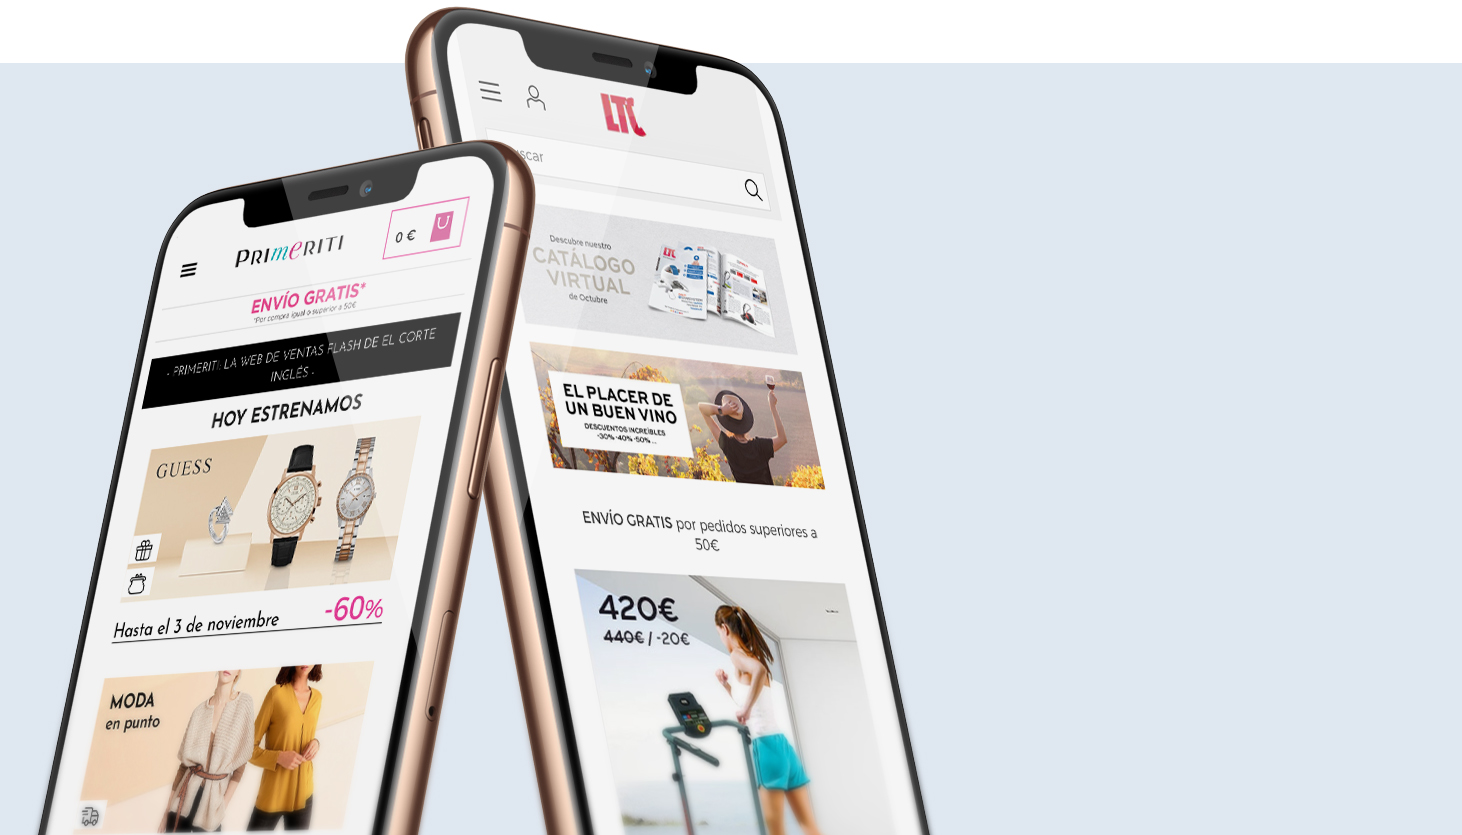 PRIMERITI
0 €
ENVÍO GRATIS*
*Por compra igual o superior a 50€
- PRIMERITI: LA WEB DE VENTAS FLASH DE EL CORTE
INGLÉS -
HOY ESTRENAMOS
GUESS
Hasta el 3 de noviembre
-60%
MODA
en punto
LTC
Descubre nuestro
CATÁLOGO
VIRTUAL
de Octubre
LTC
EL PLACER DE
UN BUEN VINO
DESCUENTOS INCREÍBLES
-30% -40% -50% ...
ENVÍO GRATIS por pedidos superiores a
50€
420€
440€ / -20€